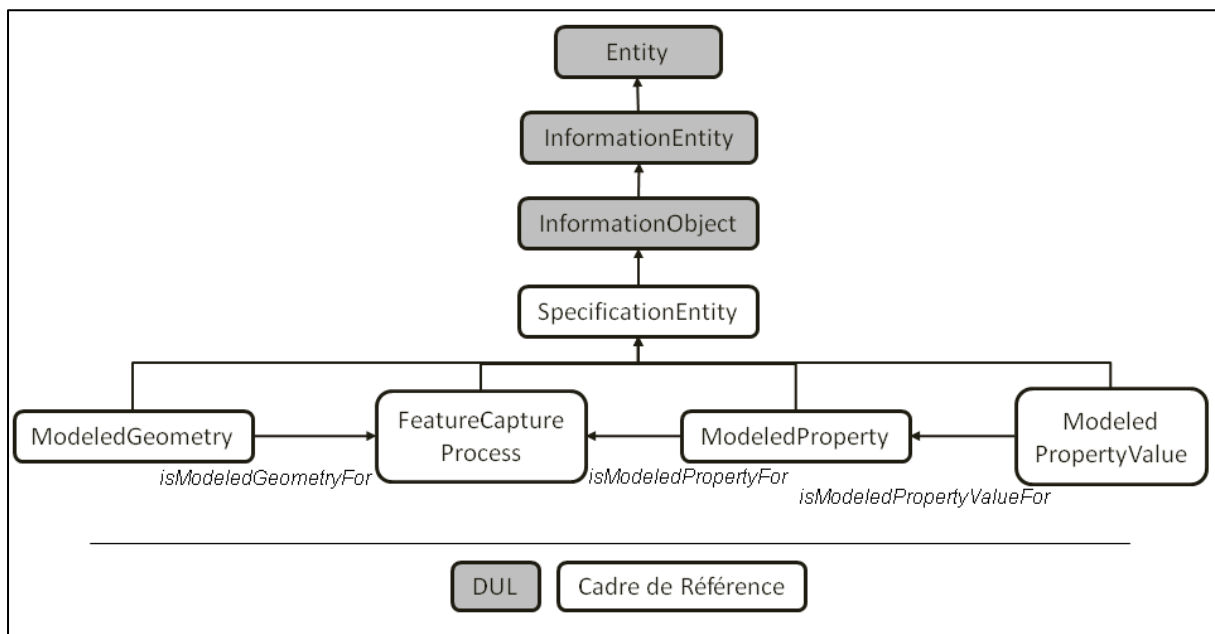 Entity
InformationEntity
InformationObject
SpecificationEntity
ModeledGeometry
FeatureCapture
Process
ModeledProperty
Modeled
PropertyValue
isModeledGeometryFor
isModeledPropertyFor
isModeledPropertyValueFor
DUL
Cadre de Référence